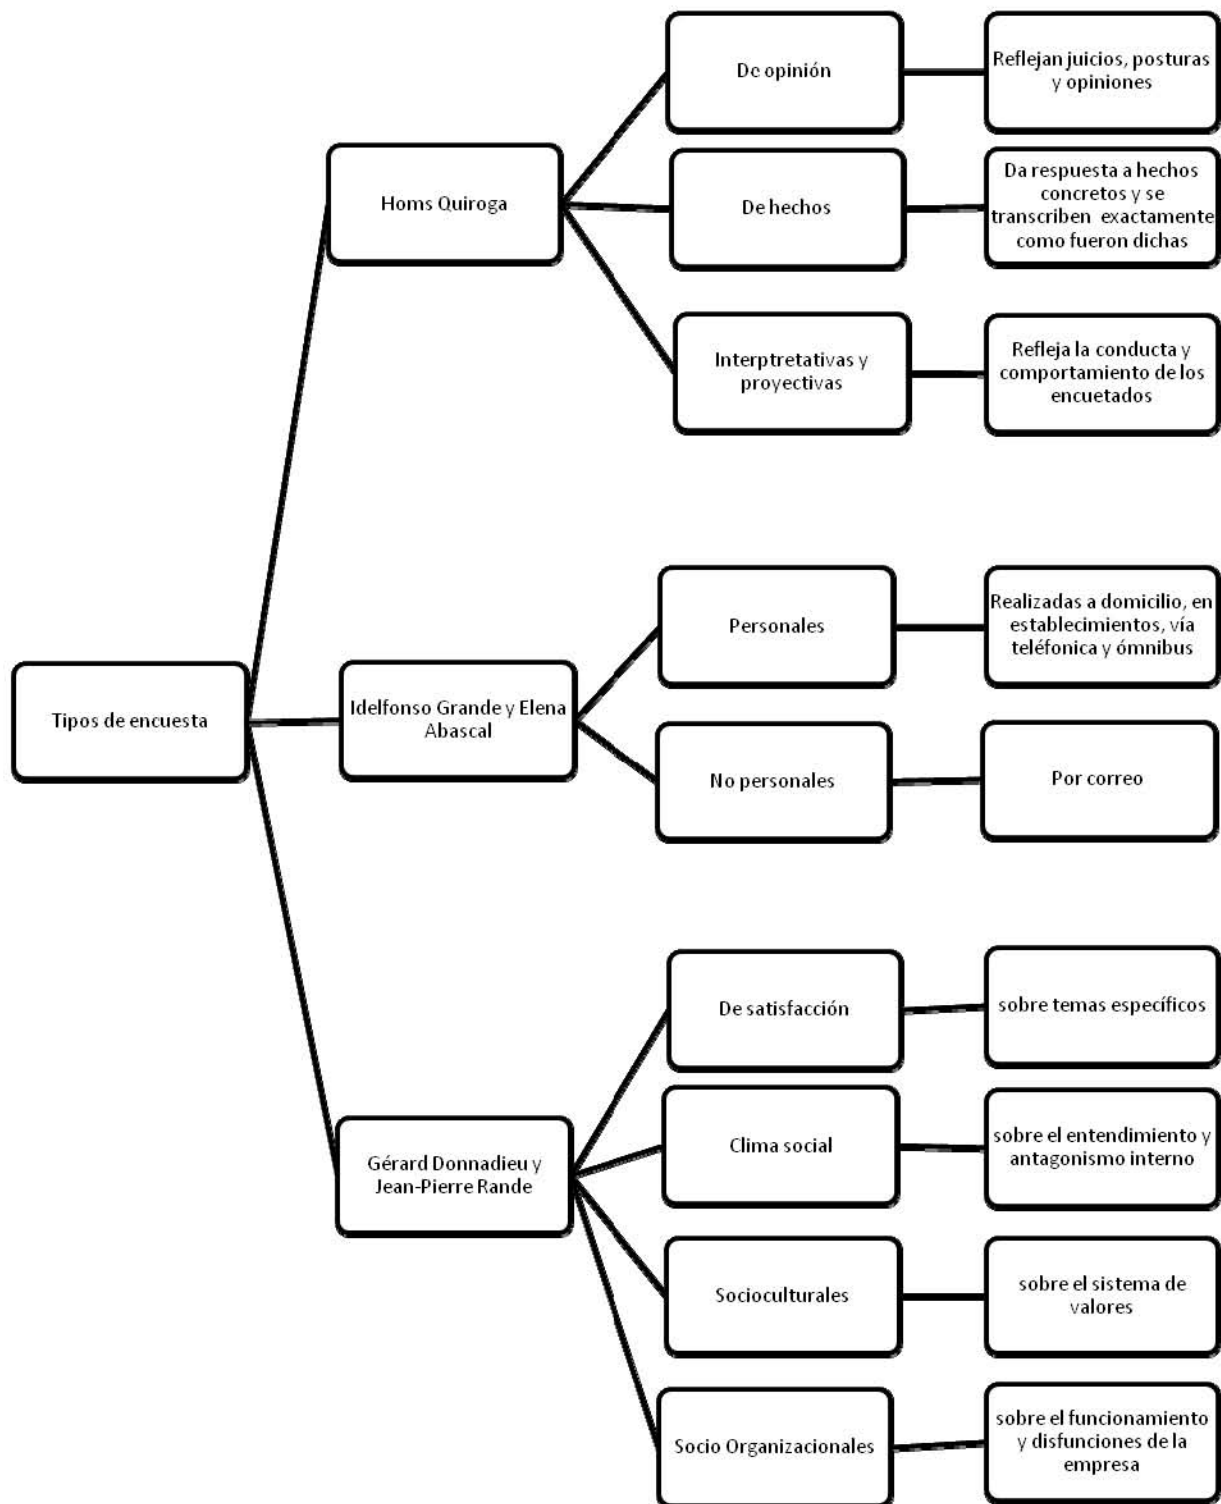 De opinión
Reflejan juicios, posturas
y opiniones
Homs Quiroga
De hechos
Da respuesta a hechos
concretos y se
transcriben exactamente
como fueron dichas
Interptretativas y
proyectivas
Refleja la conducta y
comportamiento de los
encuetados
Tipos de encuesta
Idelfonso Grande y Elena
Abascal
Personales
Realizadas a domicilio, en
establecimientos, vía
teléfonica y ómnibus
No personales
Por correo
Gérard Donnadieu y
Jean-Pierre Rande
De satisfacción
sobre temas específicos
Clima social
sobre el entendimiento y
antagonismo interno
Socioculturales
sobre el sistema de
valores
Socio Organizacionales
sobre el funcionamiento
y disfunciones de la
empresa